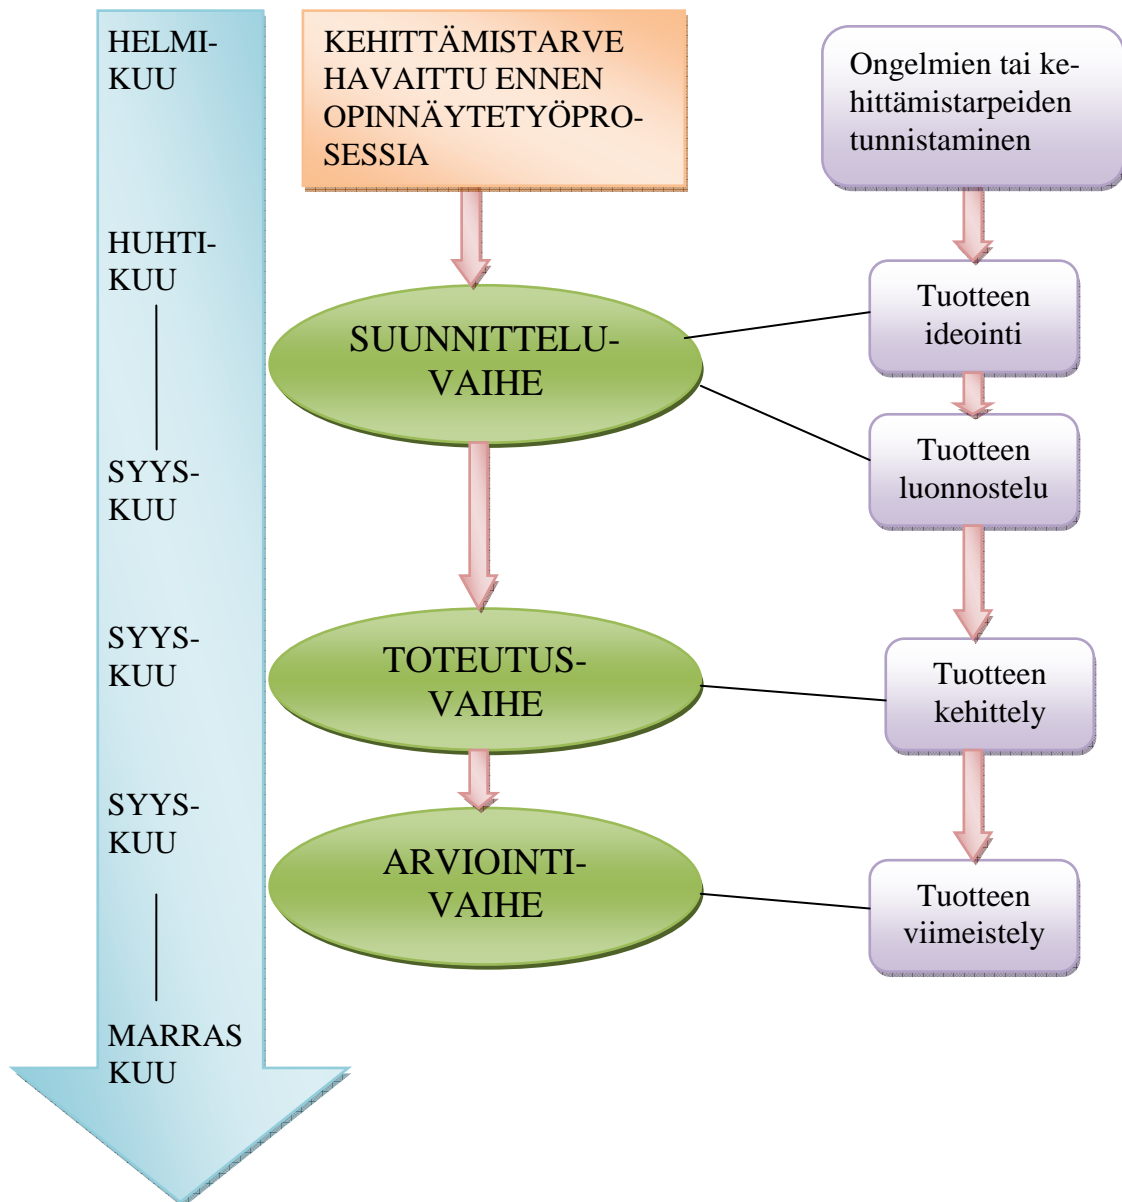 HELMI-
KUU
KEHITTÄMISTARVE
HAVAITTU ENNEN
OPINNÄYTETYÖPRO-
SESSIA
Ongelmien tai ke-
hittämistarpeiden
tunnistaminen
HUHTI-
KUU
SUUNNITTELU-
VAIHE
Tuotteen
ideointi
SYYS-
KUU
Tuotteen
luonnostelu
SYYS-
KUU
TOTEUTUS-
VAIHE
Tuotteen
kehittely
SYYS-
KUU
ARVIOINTI-
VAIHE
Tuotteen
viimeistely
MARRAS
KUU